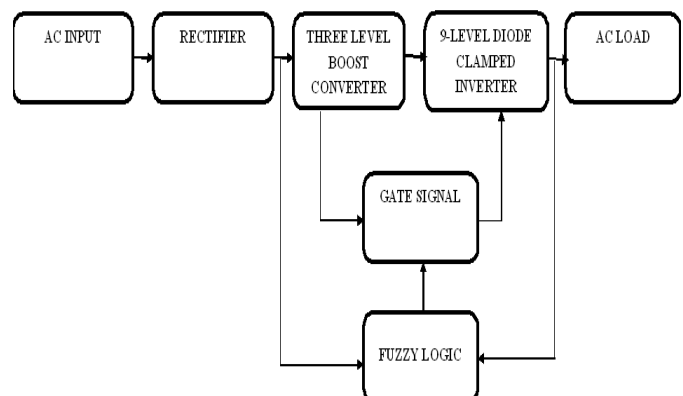 AC INPUT
RECTIFIER
THREE LEVEL
BOOST
CONVERTER
9-LEVEL DIODE
CLAMPED
INVERTER
AC LOAD
GATE SIGNAL
FUZZY LOGIC